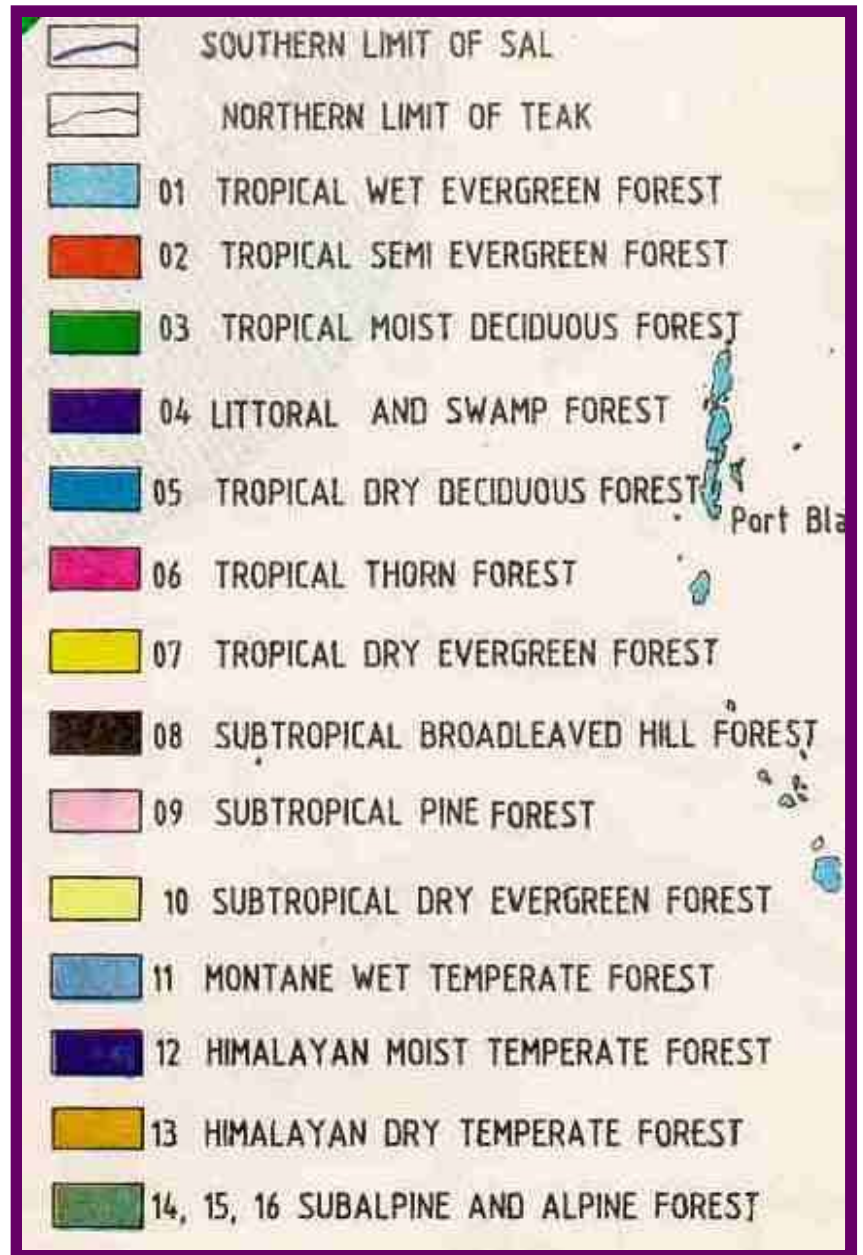 SOUTHERN LIMIT OF SAL
NORTHERN LIMIT OF TEAK
01 TROPICAL WET EVERGREEN FOREST
02 TROPICAL SEMI EVERGREEN FOREST
03 TROPICAL MOIST DECIDUOUS FOREST
04 LITTORAL AND SWAMP FOREST
05 TROPICAL DRY DECIDUOUS FOREST
Port Bla
06 TROPICAL THORN FOREST
07 TROPICAL DRY EVERGREEN FOREST
08 SUBTROPICAL BROADLEAVED HILL FOREST
09 SUBTROPICAL PINE FOREST
10 SUBTROPICAL DRY EVERGREEN FOREST
11 MONTANE WET TEMPERATE FOREST
12 HIMALAYAN MOIST TEMPERATE FOREST
13 HIMALAYAN DRY TEMPERATE FOREST
14, 15, 16 SUBALPINE AND ALPINE FOREST